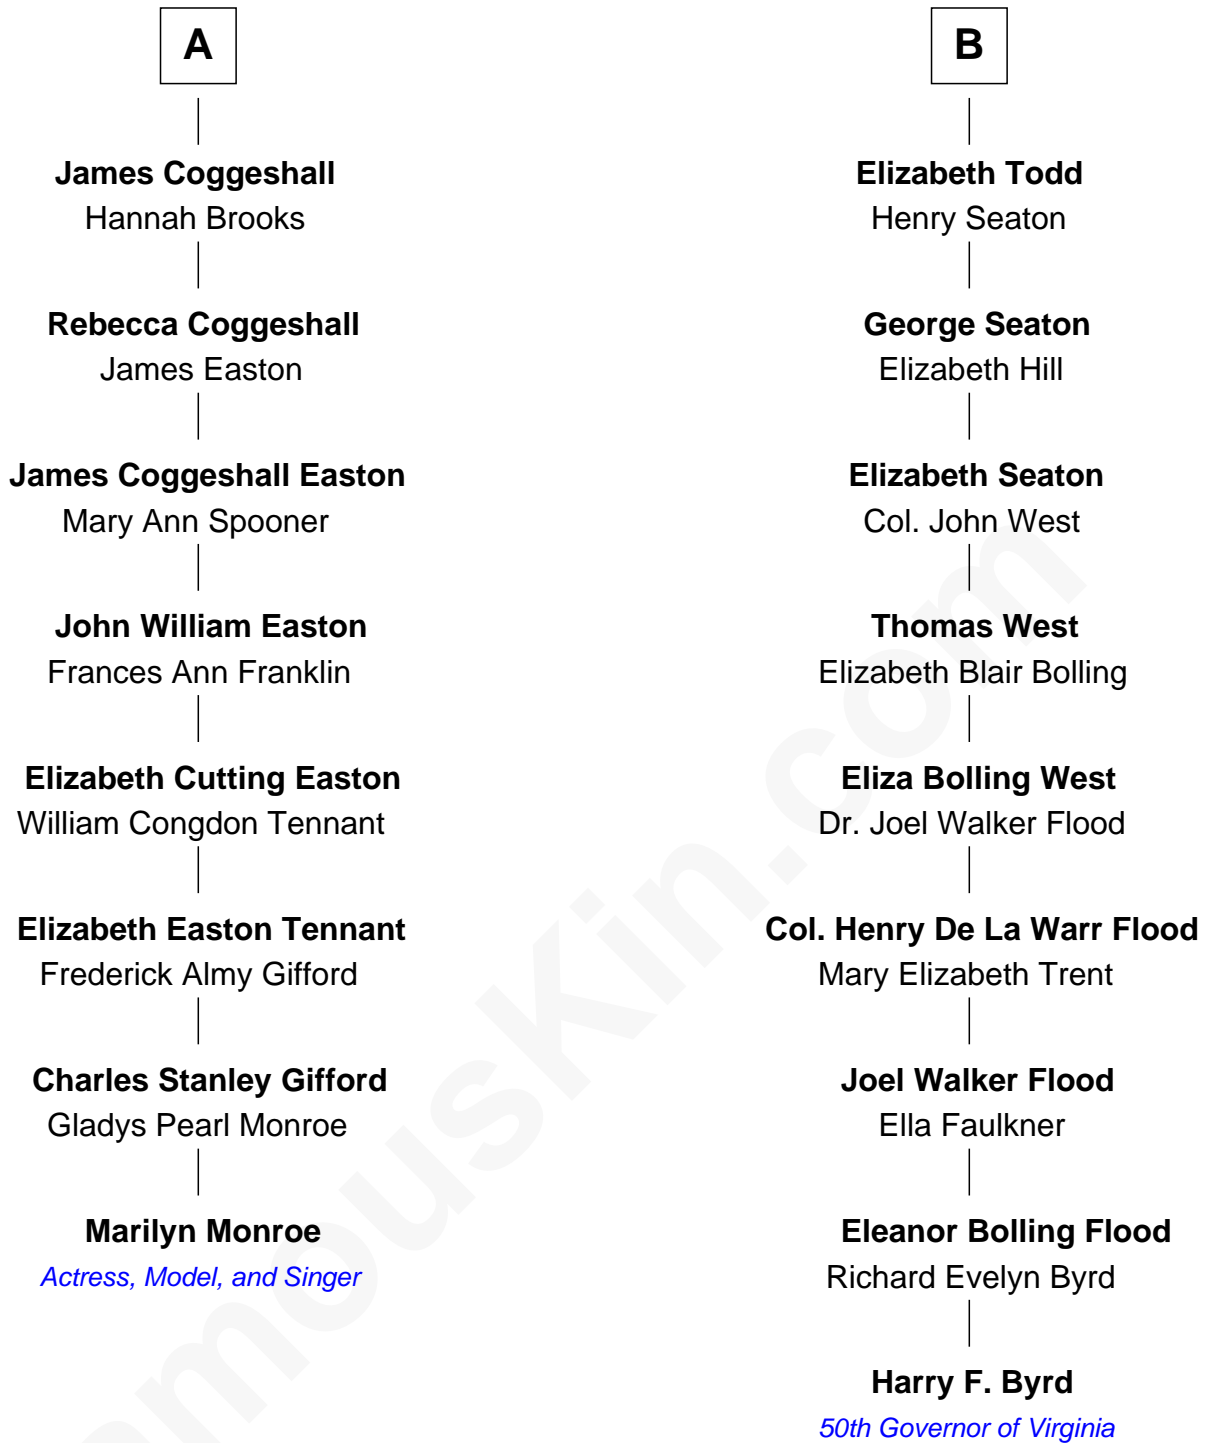 A
James Coggeshall
Hannah Brooks
Rebecca Coggeshall
James Easton
James Coggeshall Easton
Mary Ann Spooner
John William Easton
Frances Ann Franklin
Elizabeth Cutting Easton
William Congdon Tennant
Elizabeth Easton Tennant
Frederick Almy Gifford
Charles Stanley Gifford
Gladys Pearl Monroe
Marilyn Monroe
Actress, Model, and Singer
B
Elizabeth Todd
Henry Seaton
George Seaton
Elizabeth Hill
Elizabeth Seaton
Col. John West
Thomas West
Elizabeth Blair Bolling
Eliza Bolling West
Dr. Joel Walker Flood
Col. Henry De La Warr Flood
Mary Elizabeth Trent
Joel Walker Flood
Ella Faulkner
Eleanor Bolling Flood
Richard Evelyn Byrd
Harry F. Byrd
50th Governor of Virginia
amouskin.com